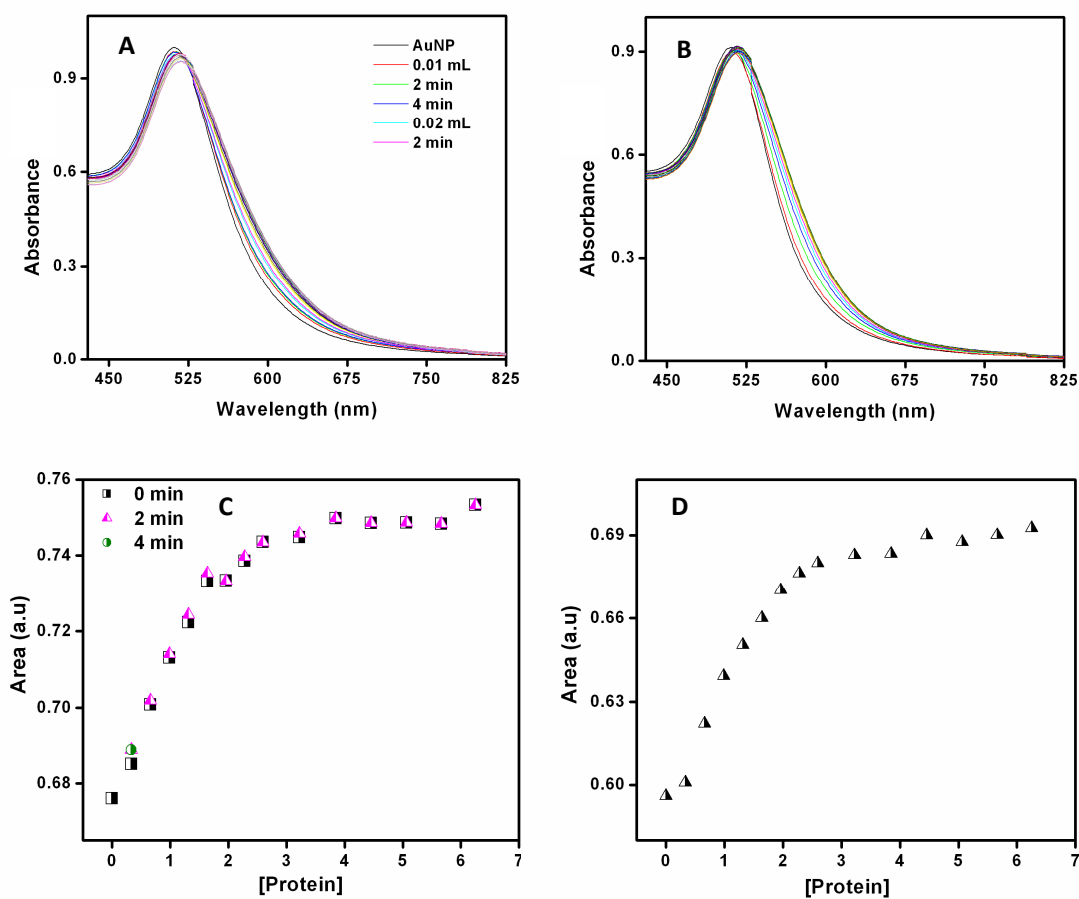 A
AuNP
0.01 mL
2 min
4 min
0.02 mL
2 min
0.9
0.6
0.3
0.0
450 525 600 675 750 825
Absorbance
Wavelength (nm)
B
0.9
0.6
0.3
0.0
450 525 600 675 750 825
Absorbance
Wavelength (nm)
C
0 min
2 min
4 min
0.76
0.74
0.72
0.70
0.68
0 1 2 3 4 5 6 7
Area (a.u)
[Protein]
D
0.69
0.66
0.63
0.60
0 1 2 3 4 5 6 7
Area (a.u)
[Protein]